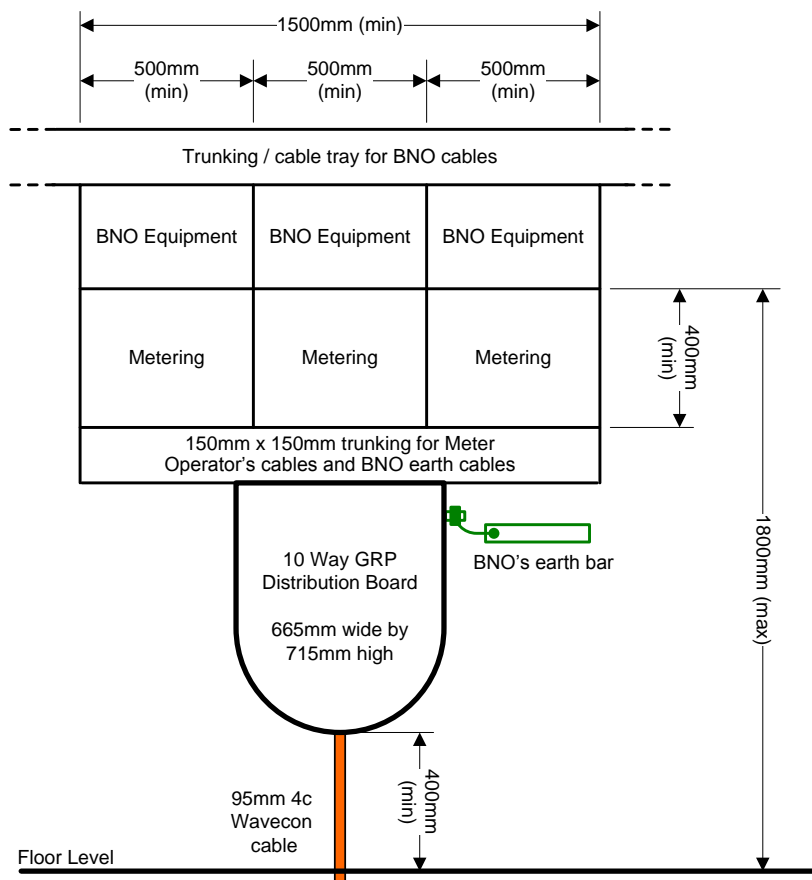 1500mm (min)
500mm
(min)
500mm
(min)
500mm
(min)
Trunking / cable tray for BNO cables
BNO Equipment
BNO Equipment
BNO Equipment
Metering
Metering
Metering
400mm
(min)
150mm x 150mm trunking for Meter
Operator's cables and BNO earth cables
10 Way GRP
Distribution Board
665mm wide by
715mm high
BNO's earth bar
1800mm (max)
95mm 4c
Wavecon
cable
400mm
(min)
Floor Level